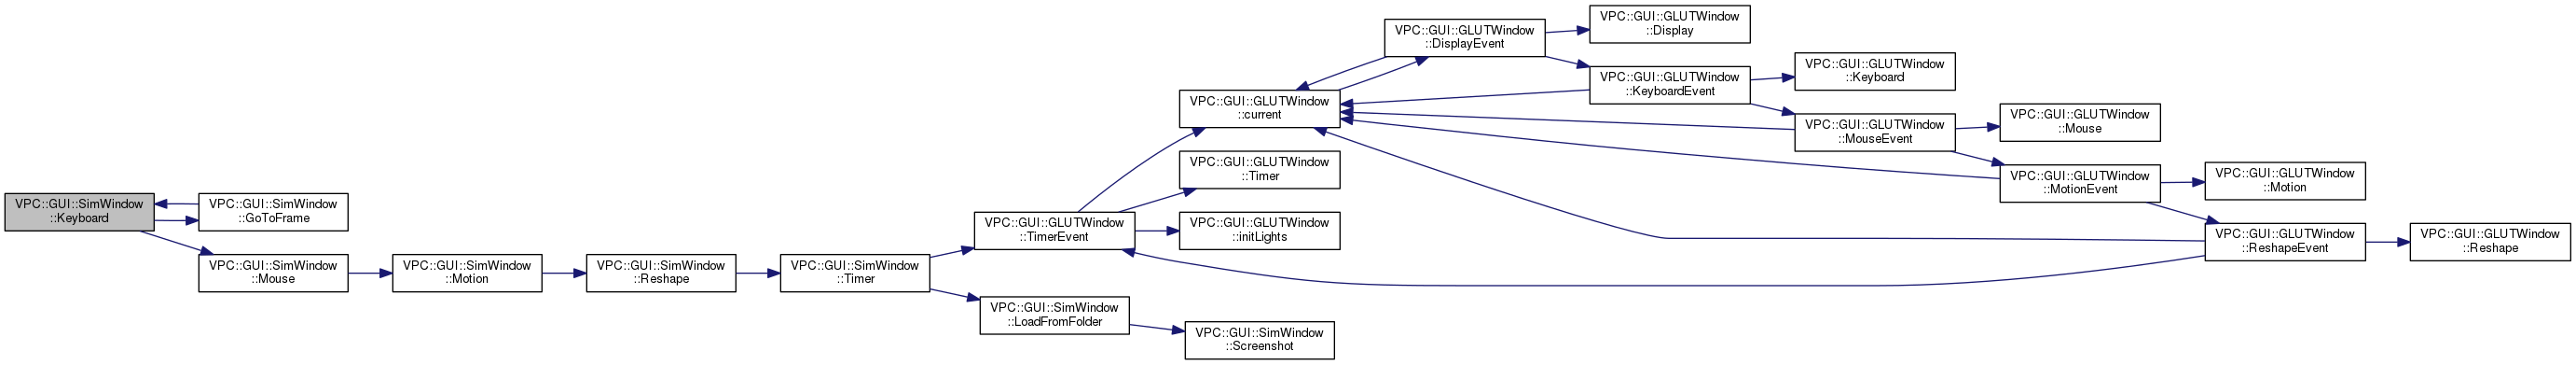 VPC::GUI::SimWindow
::Keyboard
VPC::GUI::SimWindow
::GoToFrame
VPC::GUI::SimWindow
::Mouse
VPC::GUI::SimWindow
::Motion
VPC::GUI::SimWindow
::Reshape
VPC::GUI::SimWindow
::Timer
VPC::GUI::GLUTWindow
::TimerEvent
VPC::GUI::SimWindow
::LoadFromFolder
VPC::GUI::GLUTWindow
::current
VPC::GUI::GLUTWindow
::Timer
VPC::GUI::GLUTWindow
::initLights
VPC::GUI::SimWindow
::Screenshot
VPC::GUI::GLUTWindow
::DisplayEvent
VPC::GUI::GLUTWindow
::Display
VPC::GUI::GLUTWindow
::KeyboardEvent
VPC::GUI::GLUTWindow
::Keyboard
VPC::GUI::GLUTWindow
::MouseEvent
VPC::GUI::GLUTWindow
::Mouse
VPC::GUI::GLUTWindow
::MotionEvent
VPC::GUI::GLUTWindow
::Motion
VPC::GUI::GLUTWindow
::ReshapeEvent
VPC::GUI::GLUTWindow
::Reshape